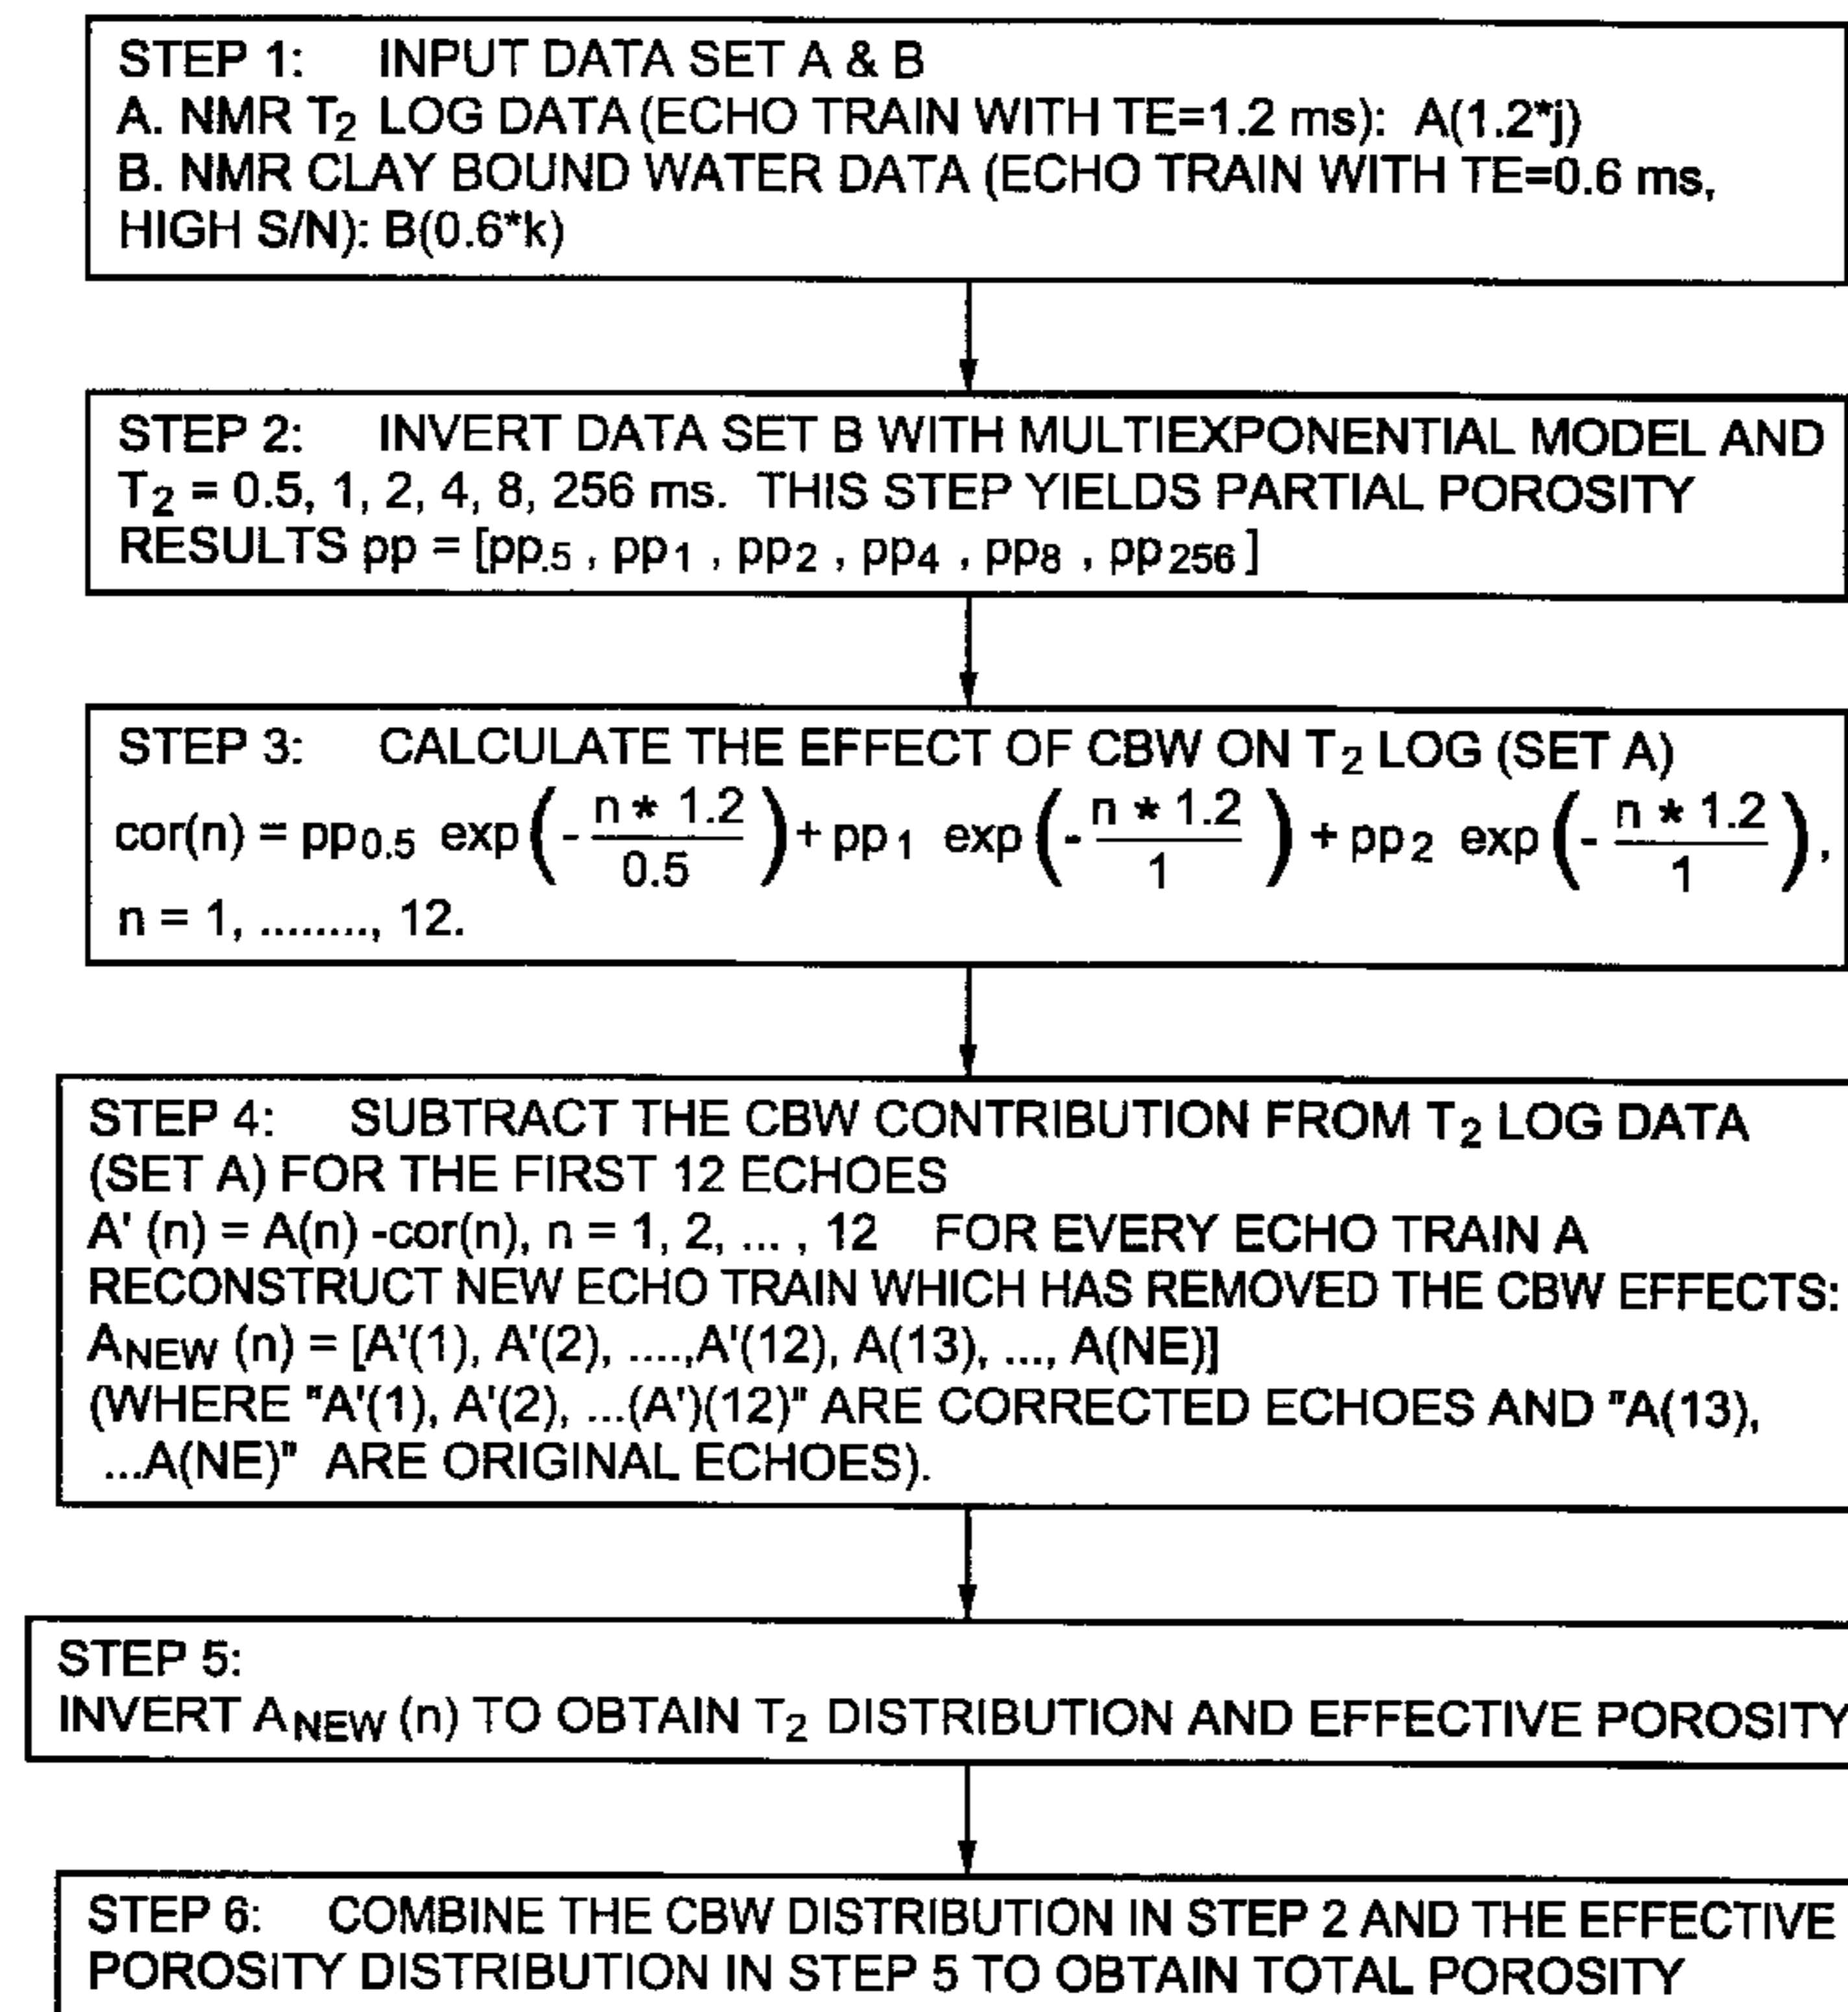 STEP 1: INPUT DATA SET A & B
A. NMR T2 LOG DATA (ECHO TRAIN WITH TE=1.2 ms): A(1.2*j)
B. NMR CLAY BOUND WATER DATA (ECHO TRAIN WITH TE=0.6 ms,
HIGH S/N): B(0.6*k)
STEP 2: INVERT DATA SET B WITH MULTIEXPONENTIAL MODEL AND
T2 = 0.5, 1, 2, 4, 8, 256 ms. THIS STEP YIELDS PARTIAL POROSITY
RESULTS pp = [pp.5 , pp1 , pp2 , pp4 , pp8 , pp256 ]
STEP 3: CALCULATE THE EFFECT OF CBW ON T2 LOG (SET A)
cor(n) = pp0.5 exp(- n * 1.2 / 0.5) + pp1 exp(- n * 1.2 / 1) + pp2 exp(- n * 1.2 / 1),
n = 1, ........, 12.
STEP 4: SUBTRACT THE CBW CONTRIBUTION FROM T2 LOG DATA
(SET A) FOR THE FIRST 12 ECHOES
A' (n) = A(n) -cor(n), n = 1, 2, ... , 12 FOR EVERY ECHO TRAIN A
RECONSTRUCT NEW ECHO TRAIN WHICH HAS REMOVED THE CBW EFFECTS:
ANEW (n) = [A'(1), A'(2), ....,A'(12), A(13), ..., A(NE)]
(WHERE "A'(1), A'(2), ...(A')(12)" ARE CORRECTED ECHOES AND "A(13),
...A(NE)" ARE ORIGINAL ECHOES).
STEP 5:
INVERT ANEW (n) TO OBTAIN T2 DISTRIBUTION AND EFFECTIVE POROSITY
STEP 6: COMBINE THE CBW DISTRIBUTION IN STEP 2 AND THE EFFECTIVE
POROSITY DISTRIBUTION IN STEP 5 TO OBTAIN TOTAL POROSITY